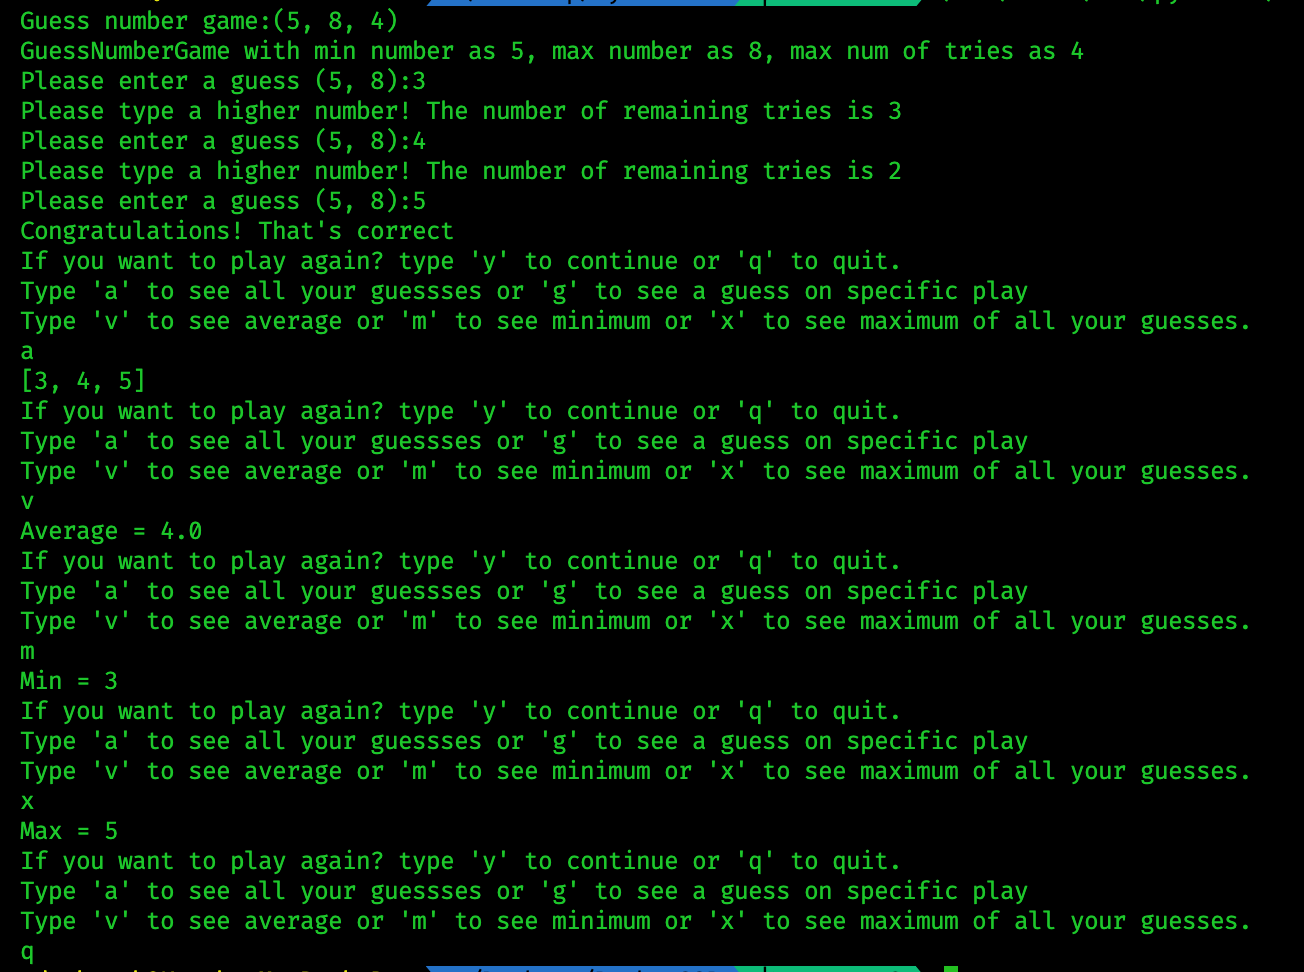 Guess number game:(5, 8, 4)
GuessNumberGame with min number as 5, max number as 8, max num of tries as 4
Please enter a guess (5, 8):3
Please type a higher number! The number of remaining tries is 3
Please enter a guess (5, 8):4
Please type a higher number! The number of remaining tries is 2
Please enter a guess (5, 8):5
Congratulations! That's correct
If you want to play again? type 'y' to continue or 'q' to quit.
Type 'a' to see all your guessses or 'g' to see a guess on specific play
Type 'v' to see average or 'm' to see minimum or 'x' to see maximum of all your guesses.
a
[3, 4, 5]
If you want to play again? type 'y' to continue or 'q' to quit.
Type 'a' to see all your guessses or 'g' to see a guess on specific play
Type 'v' to see average or 'm' to see minimum or 'x' to see maximum of all your guesses.
v
Average = 4.0
If you want to play again? type 'y' to continue or 'q' to quit.
Type 'a' to see all your guessses or 'g' to see a guess on specific play
Type 'v' to see average or 'm' to see minimum or 'x' to see maximum of all your guesses.
m
Min = 3
If you want to play again? type 'y' to continue or 'q' to quit.
Type 'a' to see all your guessses or 'g' to see a guess on specific play
Type 'v' to see average or 'm' to see minimum or 'x' to see maximum of all your guesses.
x
Max = 5
If you want to play again? type 'y' to continue or 'q' to quit.
Type 'a' to see all your guessses or 'g' to see a guess on specific play
Type 'v' to see average or 'm' to see minimum or 'x' to see maximum of all your guesses.
q